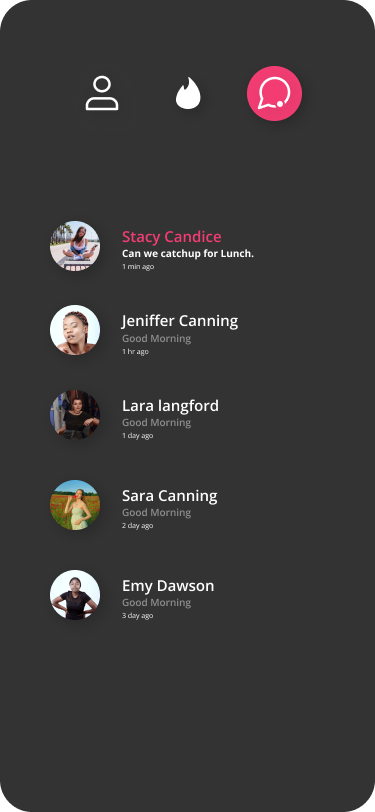 Stacy Candice
Can we catchup for Lunch.
1 min ago
Jeniffer Canning
Good Morning
1 hr ago
Lara langford
Good Morning
1 day ago
Sara Canning
Good Morning
2 day ago
Emy Dawson
Good Morning
3 day ago